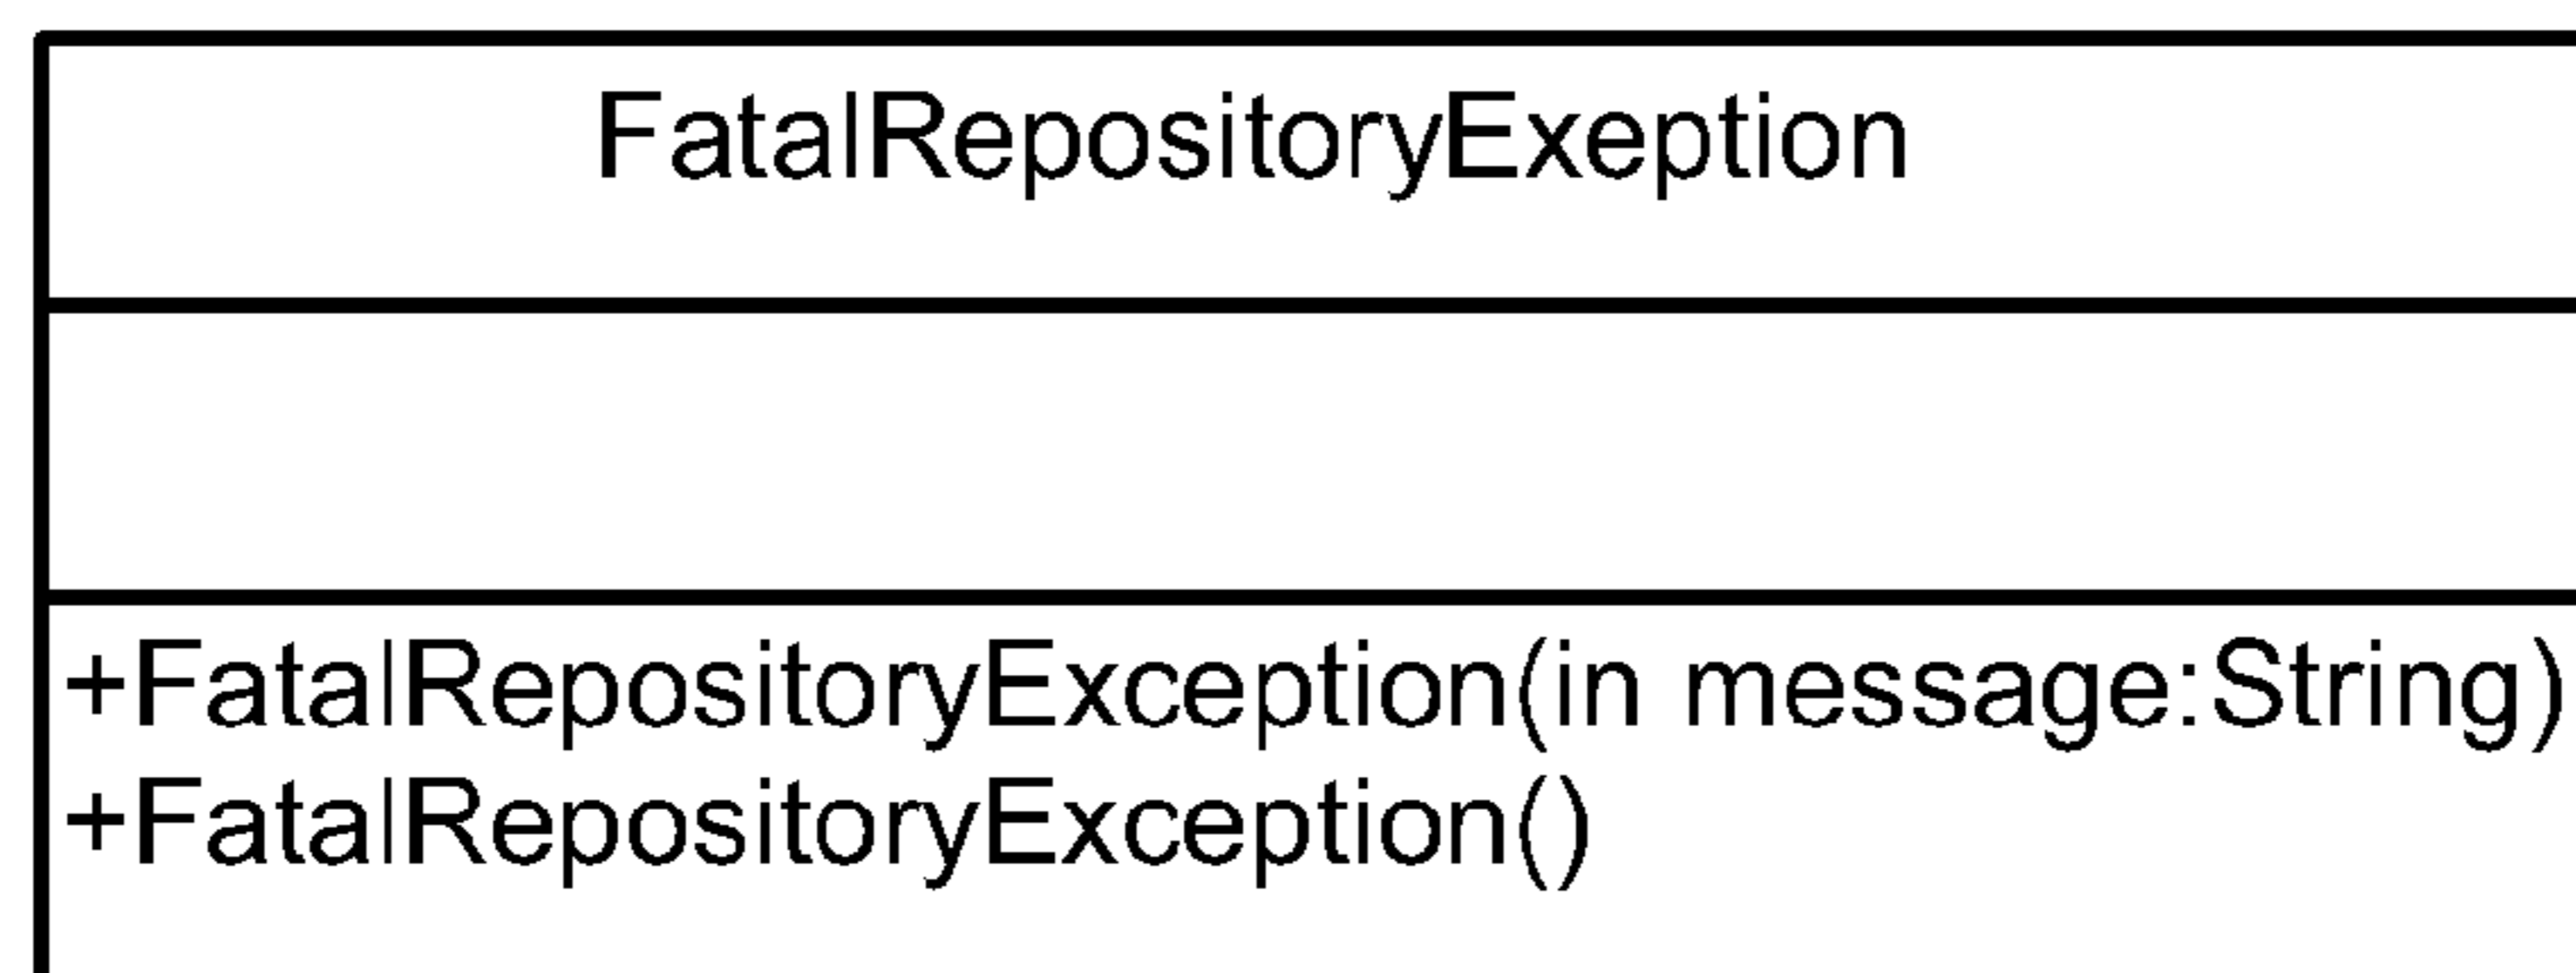 FatalRepositoryExeption
+FatalRepositoryException(in message:String)
+FatalRepositoryException()